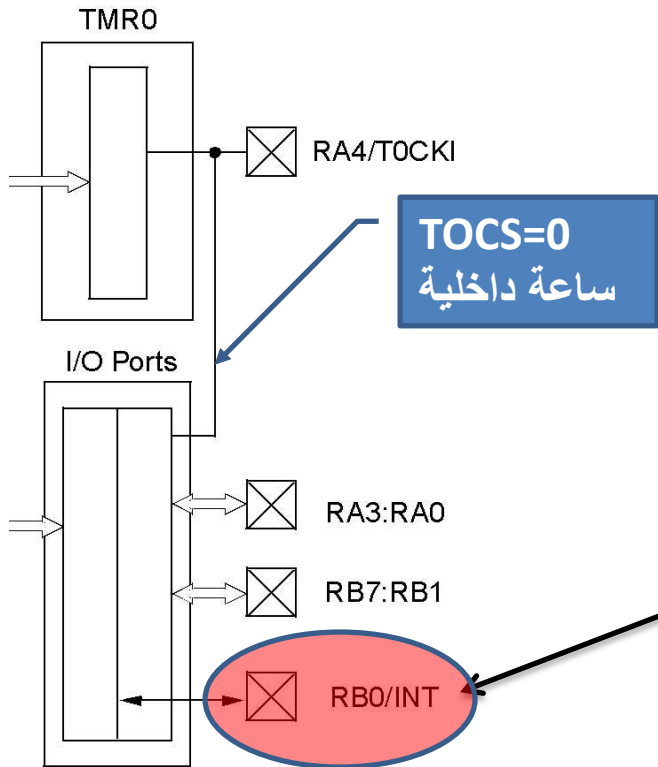 TMR0
RA4/T0CKI
TOCS=0
ساعة داخلية
I/O Ports
RA3:RA0
RB7:RB1
RB0/INT